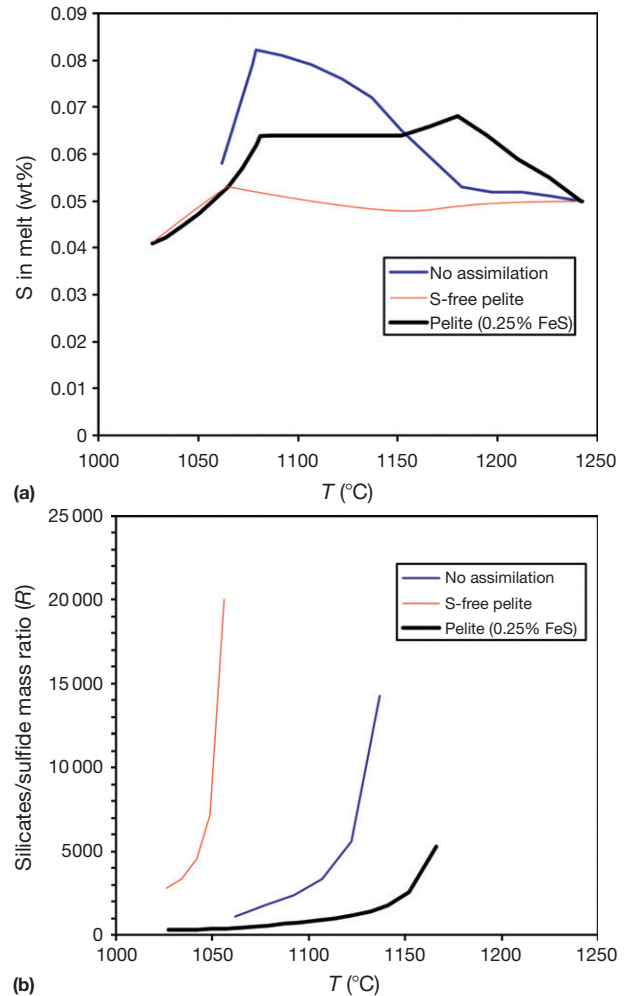 0.09
0.08
0.07
0.06
0.05
0.04
0.03
0.02
0.01
0
S in melt (wt%)
No assimilation
S-free pelite
Pelite (0.25% FeS)
1000 1050 1100 1150 1200 1250
T (°C)
(a)
25 000
20 000
15 000
10 000
5000
0
Silicates/sulfide mass ratio (R)
No assimilation
S-free pelite
Pelite (0.25% FeS)
1000 1050 1100 1150 1200 1250
T (°C)
(b)